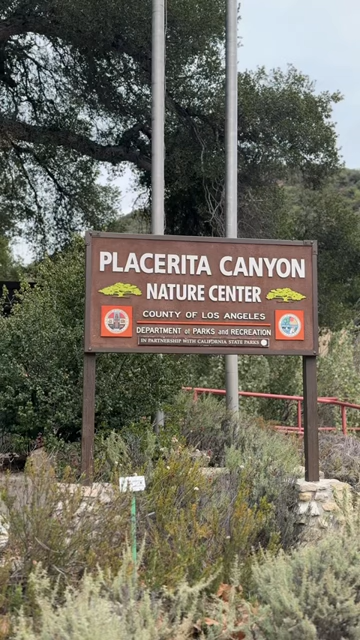 PLACERITA CANYON
NATURE CENTER
COUNTY OF LOS ANGELES
DEPARTMENT of PARKS and RECREATION
IN PARTNERSHIP WITH CALIFORNIA STATE PARKS